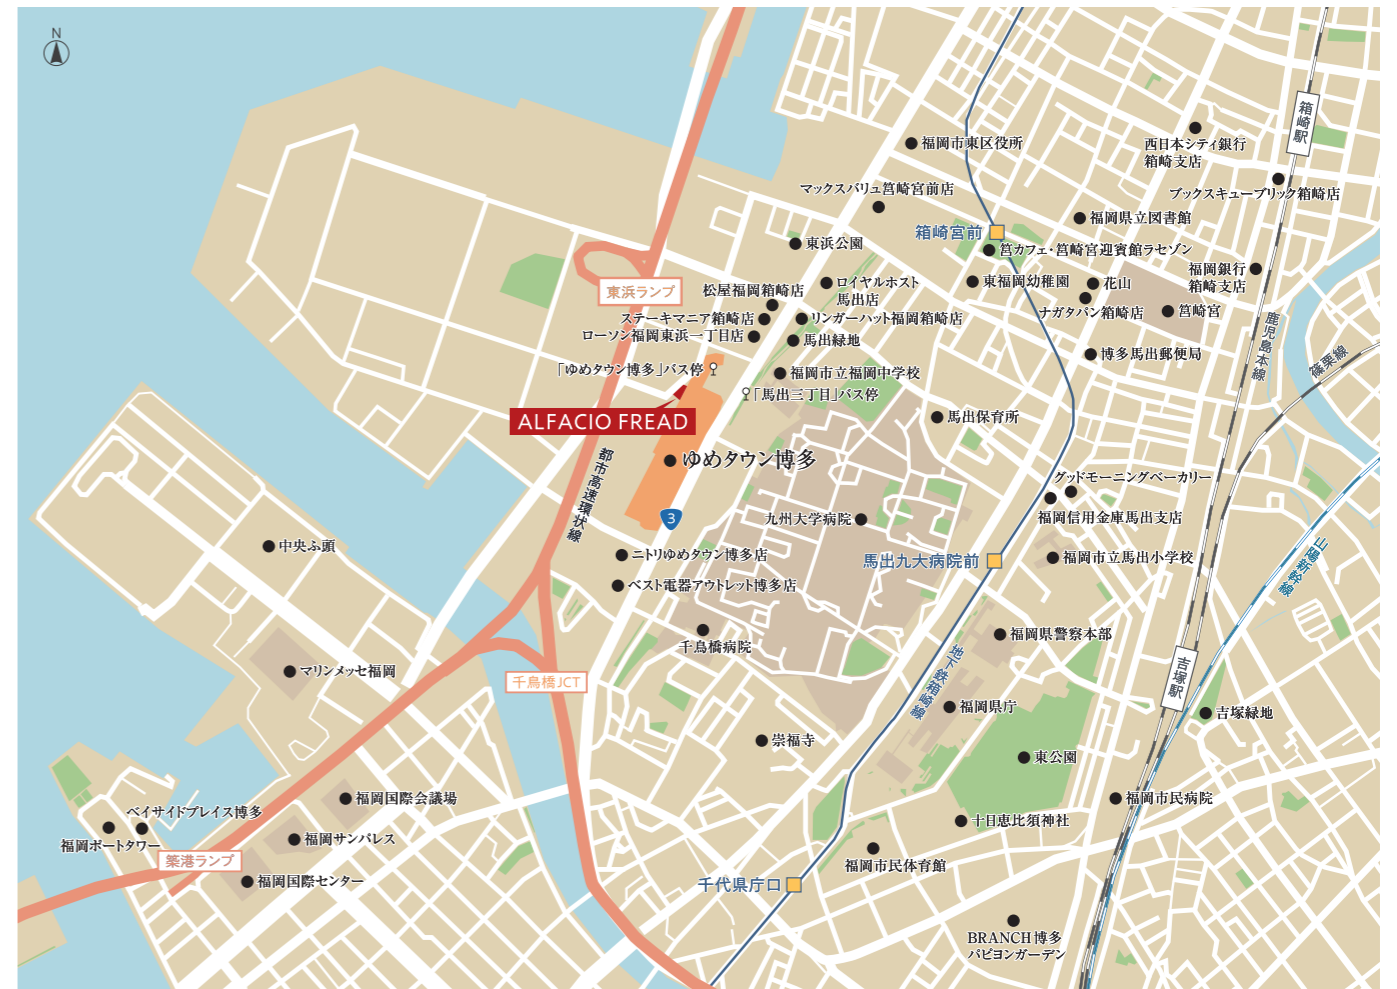 N
箱崎駅
福岡市東区役所
西日本シティ銀行
箱崎支店
マックスバリュ筥崎宮前店
ブックスキューブリック箱崎店
福岡県立図書館
箱崎宮前
東浜公園
筥カフェ・筥崎宮迎賓館ラセゾン
福岡銀行
箱崎支店
東浜ランプ
松屋福岡箱崎店
ロイヤルホスト
馬出店
東福岡幼稚園
花山
ナガタパン箱崎店
筥崎宮
ステーキマニア箱崎店
リンガーハット福岡箱崎店
ローソン福岡東浜一丁目店
馬出緑地
鹿児島本線
博多馬出郵便局
篠栗線
「ゆめタウン博多」バス停
福岡市立福岡中学校
「馬出三丁目」バス停
ALFACIO FREAD
馬出保育所
ゆめタウン博多
都市高速環状線
グッドモーニングベーカリー
福岡信用金庫馬出支店
3
九州大学病院
中央ふ頭
ニトリゆめタウン博多店
馬出九大病院前
福岡市立馬出小学校
山陽新幹線
ベスト電器アウトレット博多店
千鳥橋病院
福岡県警察本部
地下鉄箱崎線
マリンメッセ福岡
千鳥橋JCT
吉塚駅
福岡県庁
吉塚緑地
崇福寺
東公園
福岡国際会議場
福岡市民病院
ベイサイドプレイス博多
十日恵比須神社
福岡ポートタワー
福岡サンパレス
築港ランプ
福岡市民体育館
福岡国際センター
千代県庁口
BRANCH博多
パピヨンガーデン